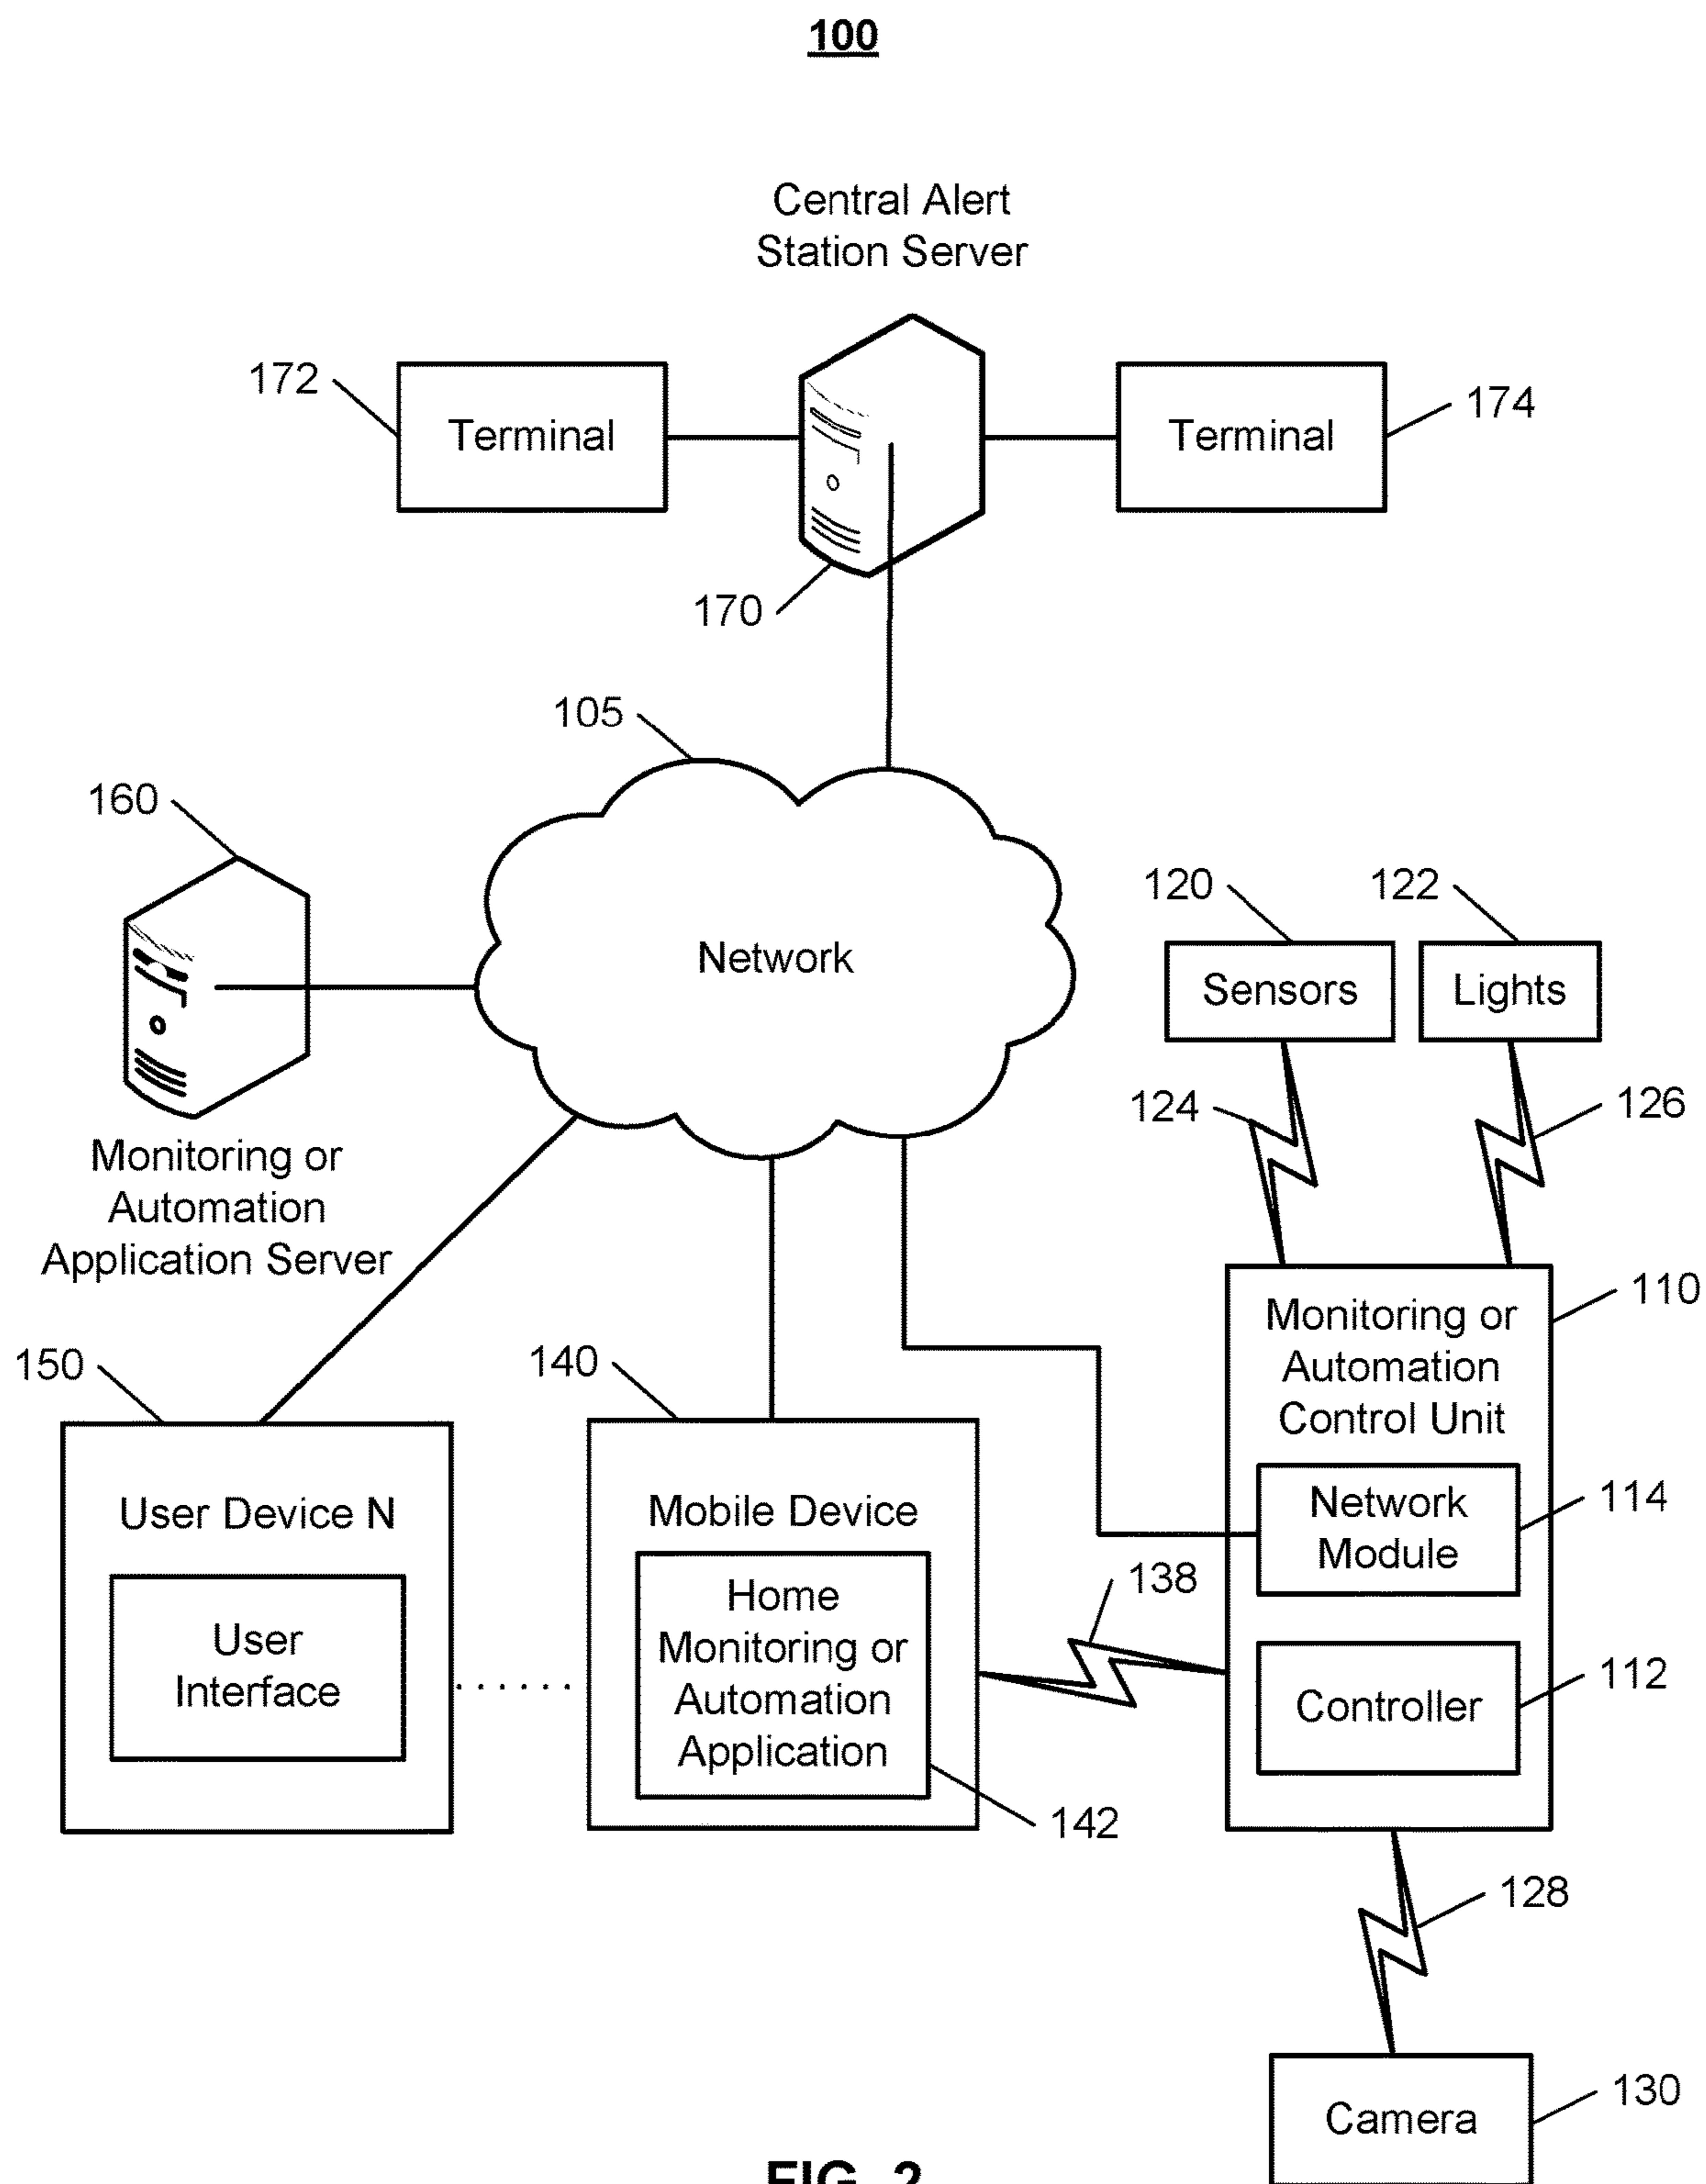 100
Central Alert
Station Server
172
Terminal
Terminal
174
170
105
160
Network
120
122
Sensors
Lights
124
126
Monitoring or
Automation
Application Server
110
Monitoring or
Automation
Control Unit
150
140
114
Network
Module
User Device N
Mobile Device
138
Home
Monitoring or
Automation
Application
User
Interface
112
Controller
142
128
130
Camera
FIG. 2